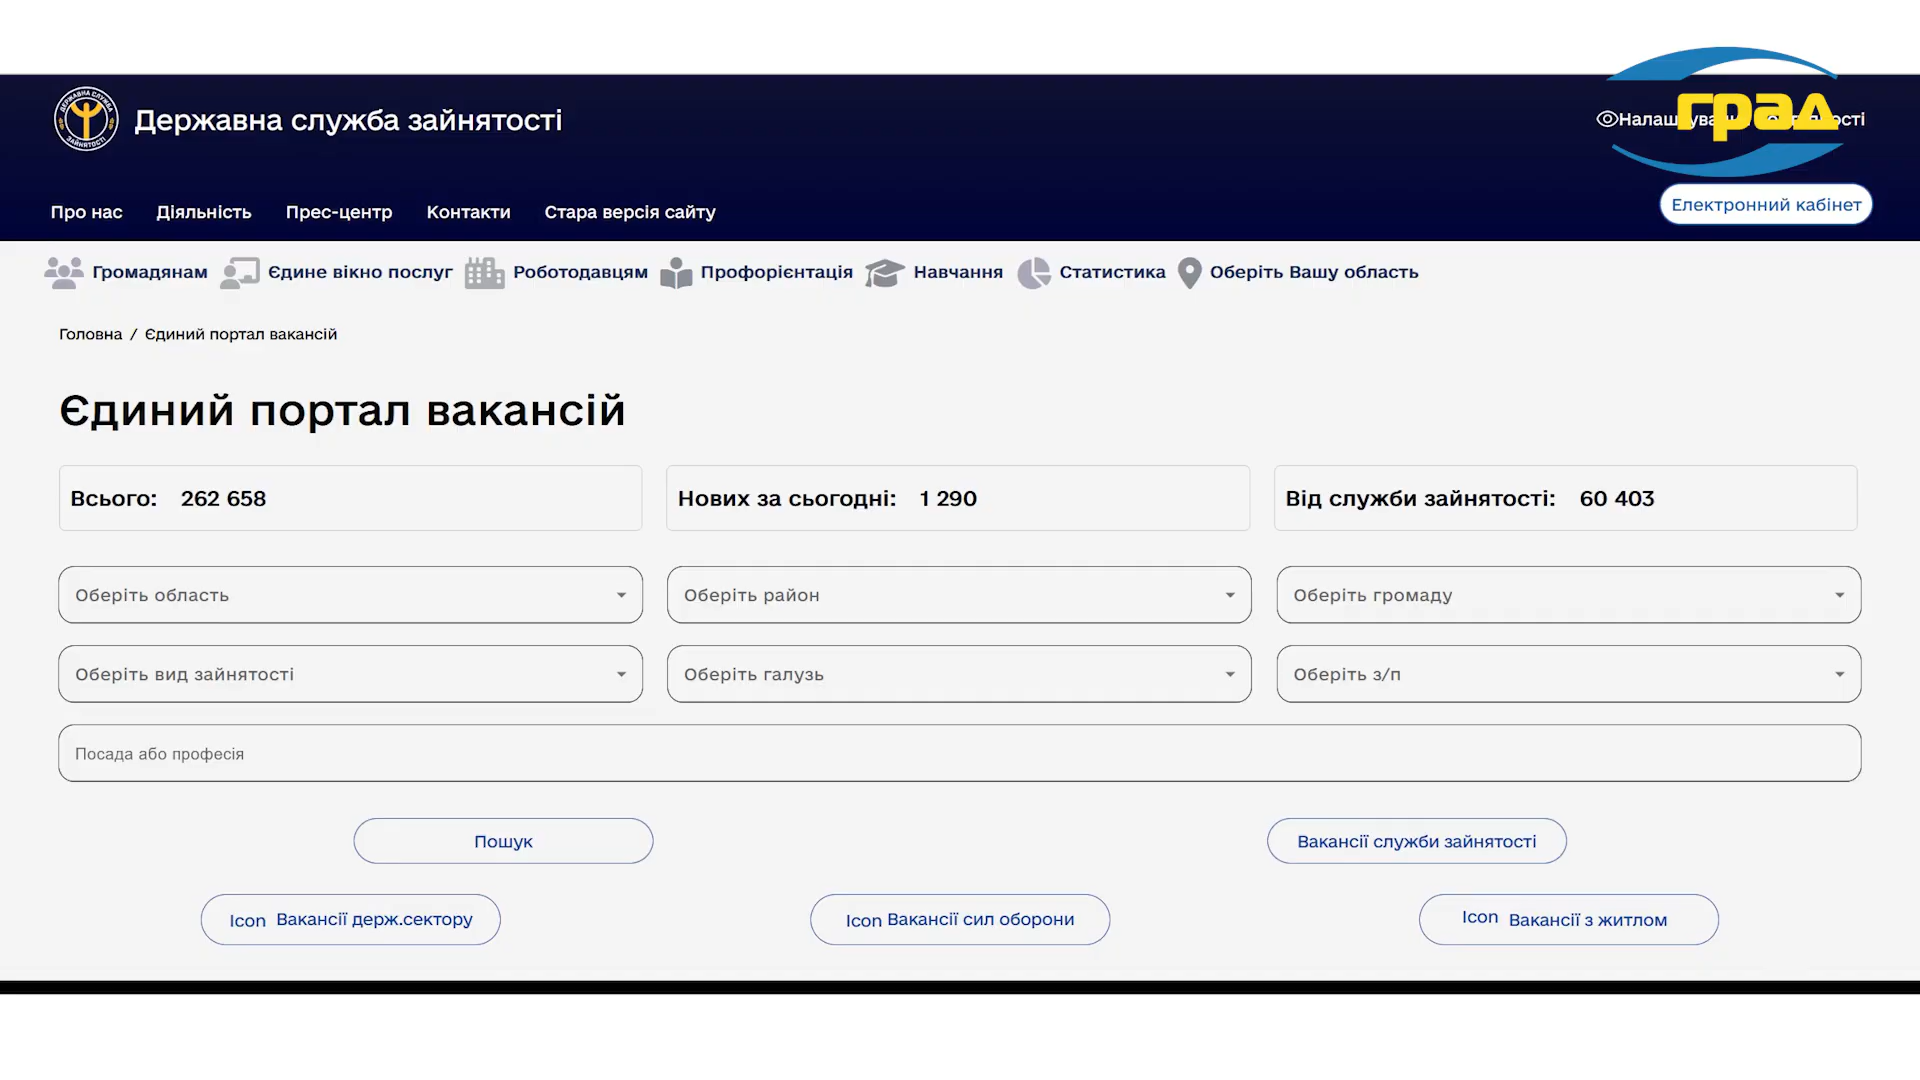 Державна служба зайнятості
град
Про нас Діяльність Прес-центр Контакти Стара версія сайту
Електронний кабінет
Громадянам Єдине вікно послуг Роботодавцям Профорієнтація Навчання Статистика Оберіть Вашу область
Головна / Єдиний портал вакансій
Єдиний портал вакансій
Всього: 262 658 Нових за сьогодні: 1 290 Від служби зайнятості: 60 403
Оберіть область Оберіть район Оберіть громаду
Оберіть вид зайнятості Оберіть галузь Оберіть з/п
Посада або професія
Пошук Вакансії служби зайнятості
Icon Вакансії держ.сектору Icon Вакансії сил оборони Icon Вакансії з житлом